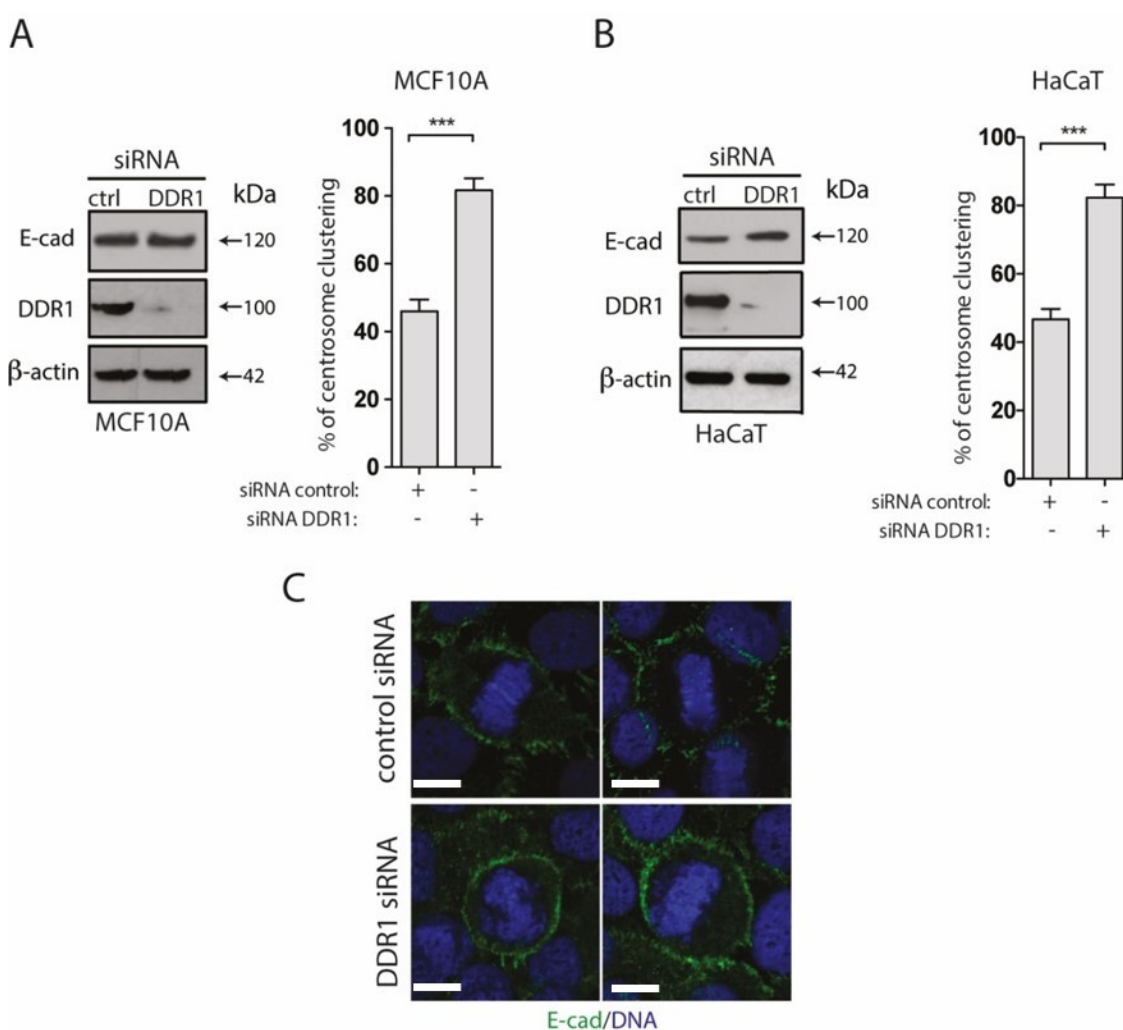 A
MCF10A
siRNA
ctrl DDR1 kDa
E-cad ←120
DDR1 ←100
β-actin ←42
MCF10A
% of centrosome clustering
100
80
60
40
20
0
***
siRNA control: + -
siRNA DDR1: - +
B
HaCaT
siRNA
ctrl DDR1 kDa
E-cad ←120
DDR1 ←100
β-actin ←42
HaCaT
% of centrosome clustering
100
80
60
40
20
0
***
siRNA control: + -
siRNA DDR1: - +
C
control siRNA
DDR1 siRNA
E-cad/DNA